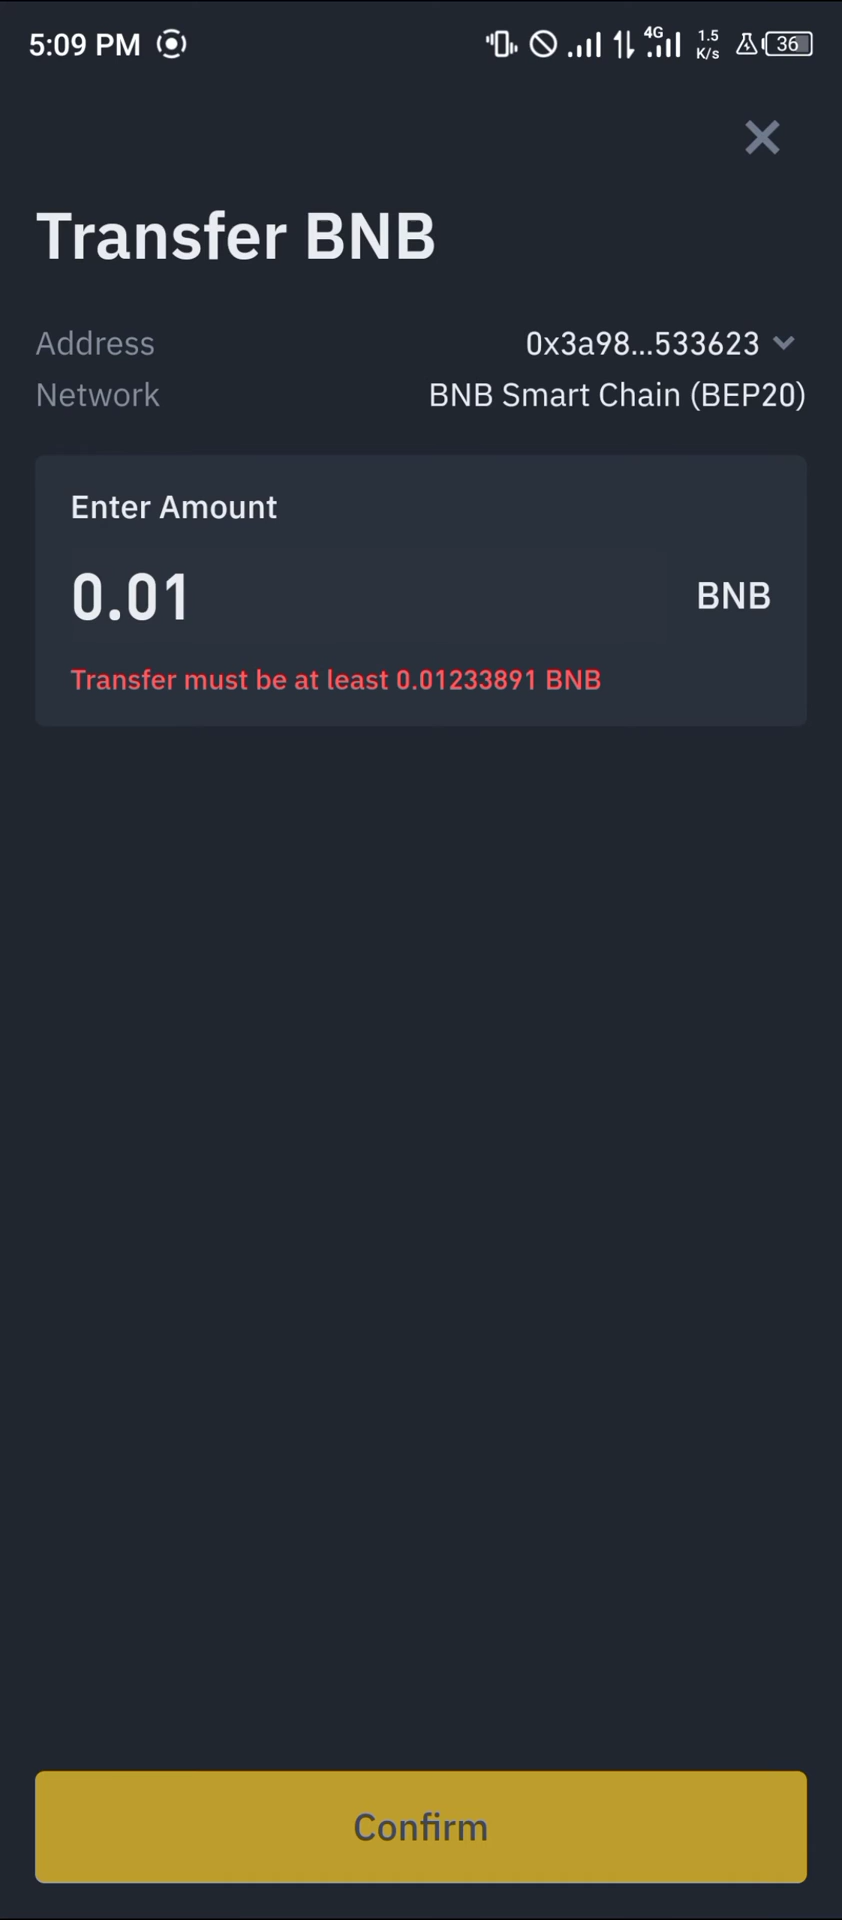 5:09 PM
4G
1.5
K/s
36
Transfer BNB
Address 0x3a98...533623
Network BNB Smart Chain (BEP20)
Enter Amount
0.01 BNB
Transfer must be at least 0.01233891 BNB
Confirm